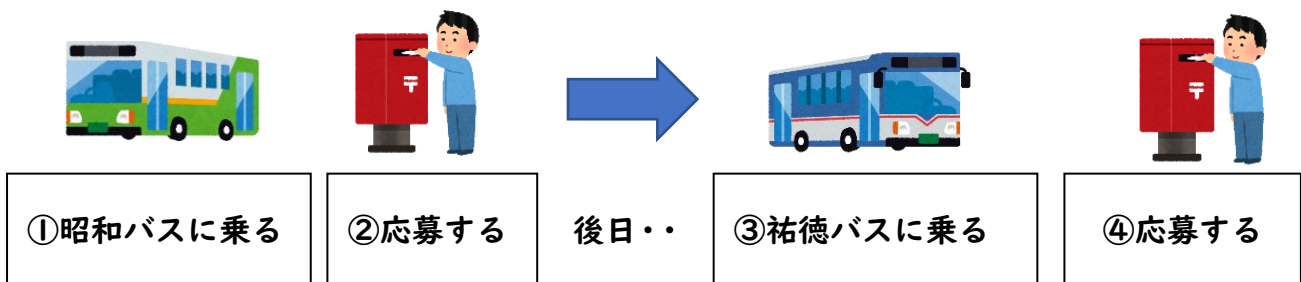 ①昭和バスに乗る
②応募する
後日・・
③祐徳バスに乗る
④応募する